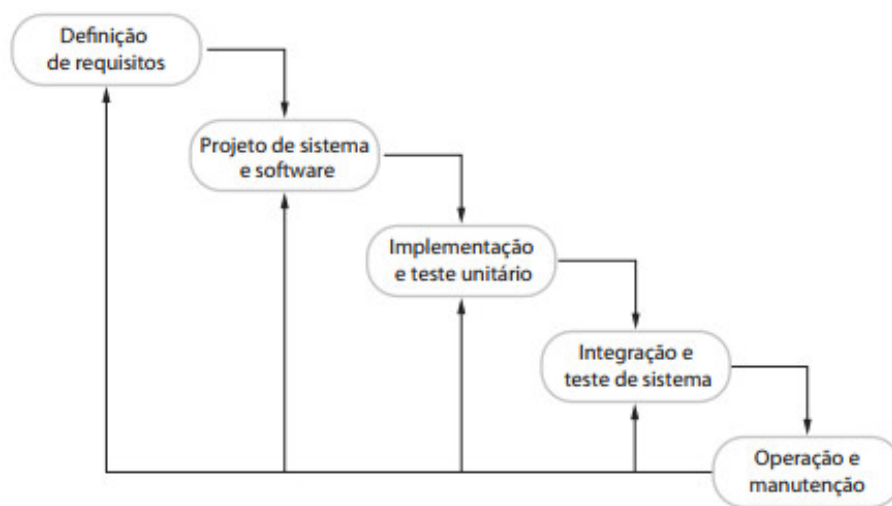 Definição
de requisitos
Projeto de sistema
e software
Implementação
e teste unitário
Integração e
teste de sistema
Operação e
manutenção